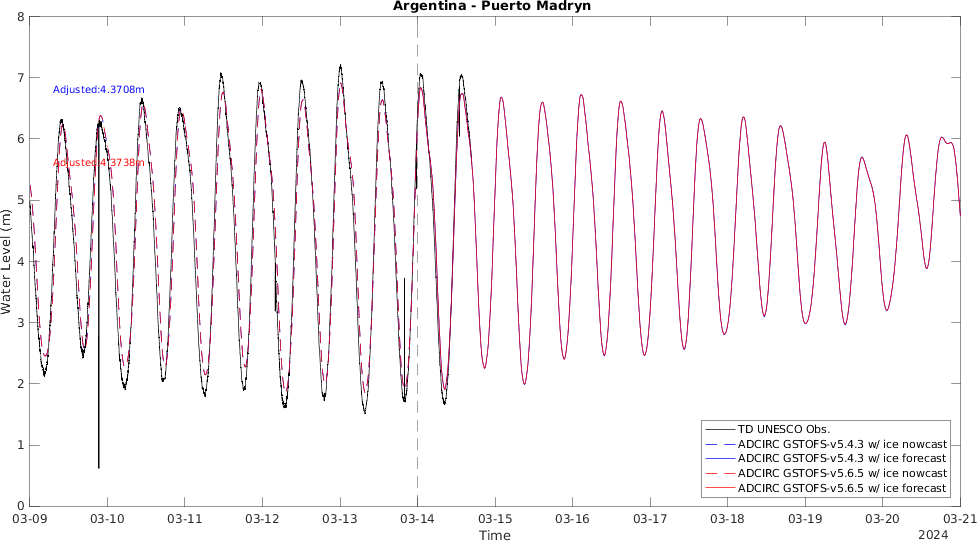 Argentina - Puerto Madryn
8
7
6
5
4
3
2
1
0
Water Level (m)
Adjusted:4.3708m
Adjusted:4.3738m
TD UNESCO Obs.
ADCIRC GSTOFS-v5.4.3 w/ ice nowcast
ADCIRC GSTOFS-v5.4.3 w/ ice forecast
ADCIRC GSTOFS-v5.6.5 w/ ice nowcast
ADCIRC GSTOFS-v5.6.5 w/ ice forecast
03-09 03-10 03-11 03-12 03-13 03-14 03-15 03-16 03-17 03-18 03-19 03-20 03-21
Time
2024